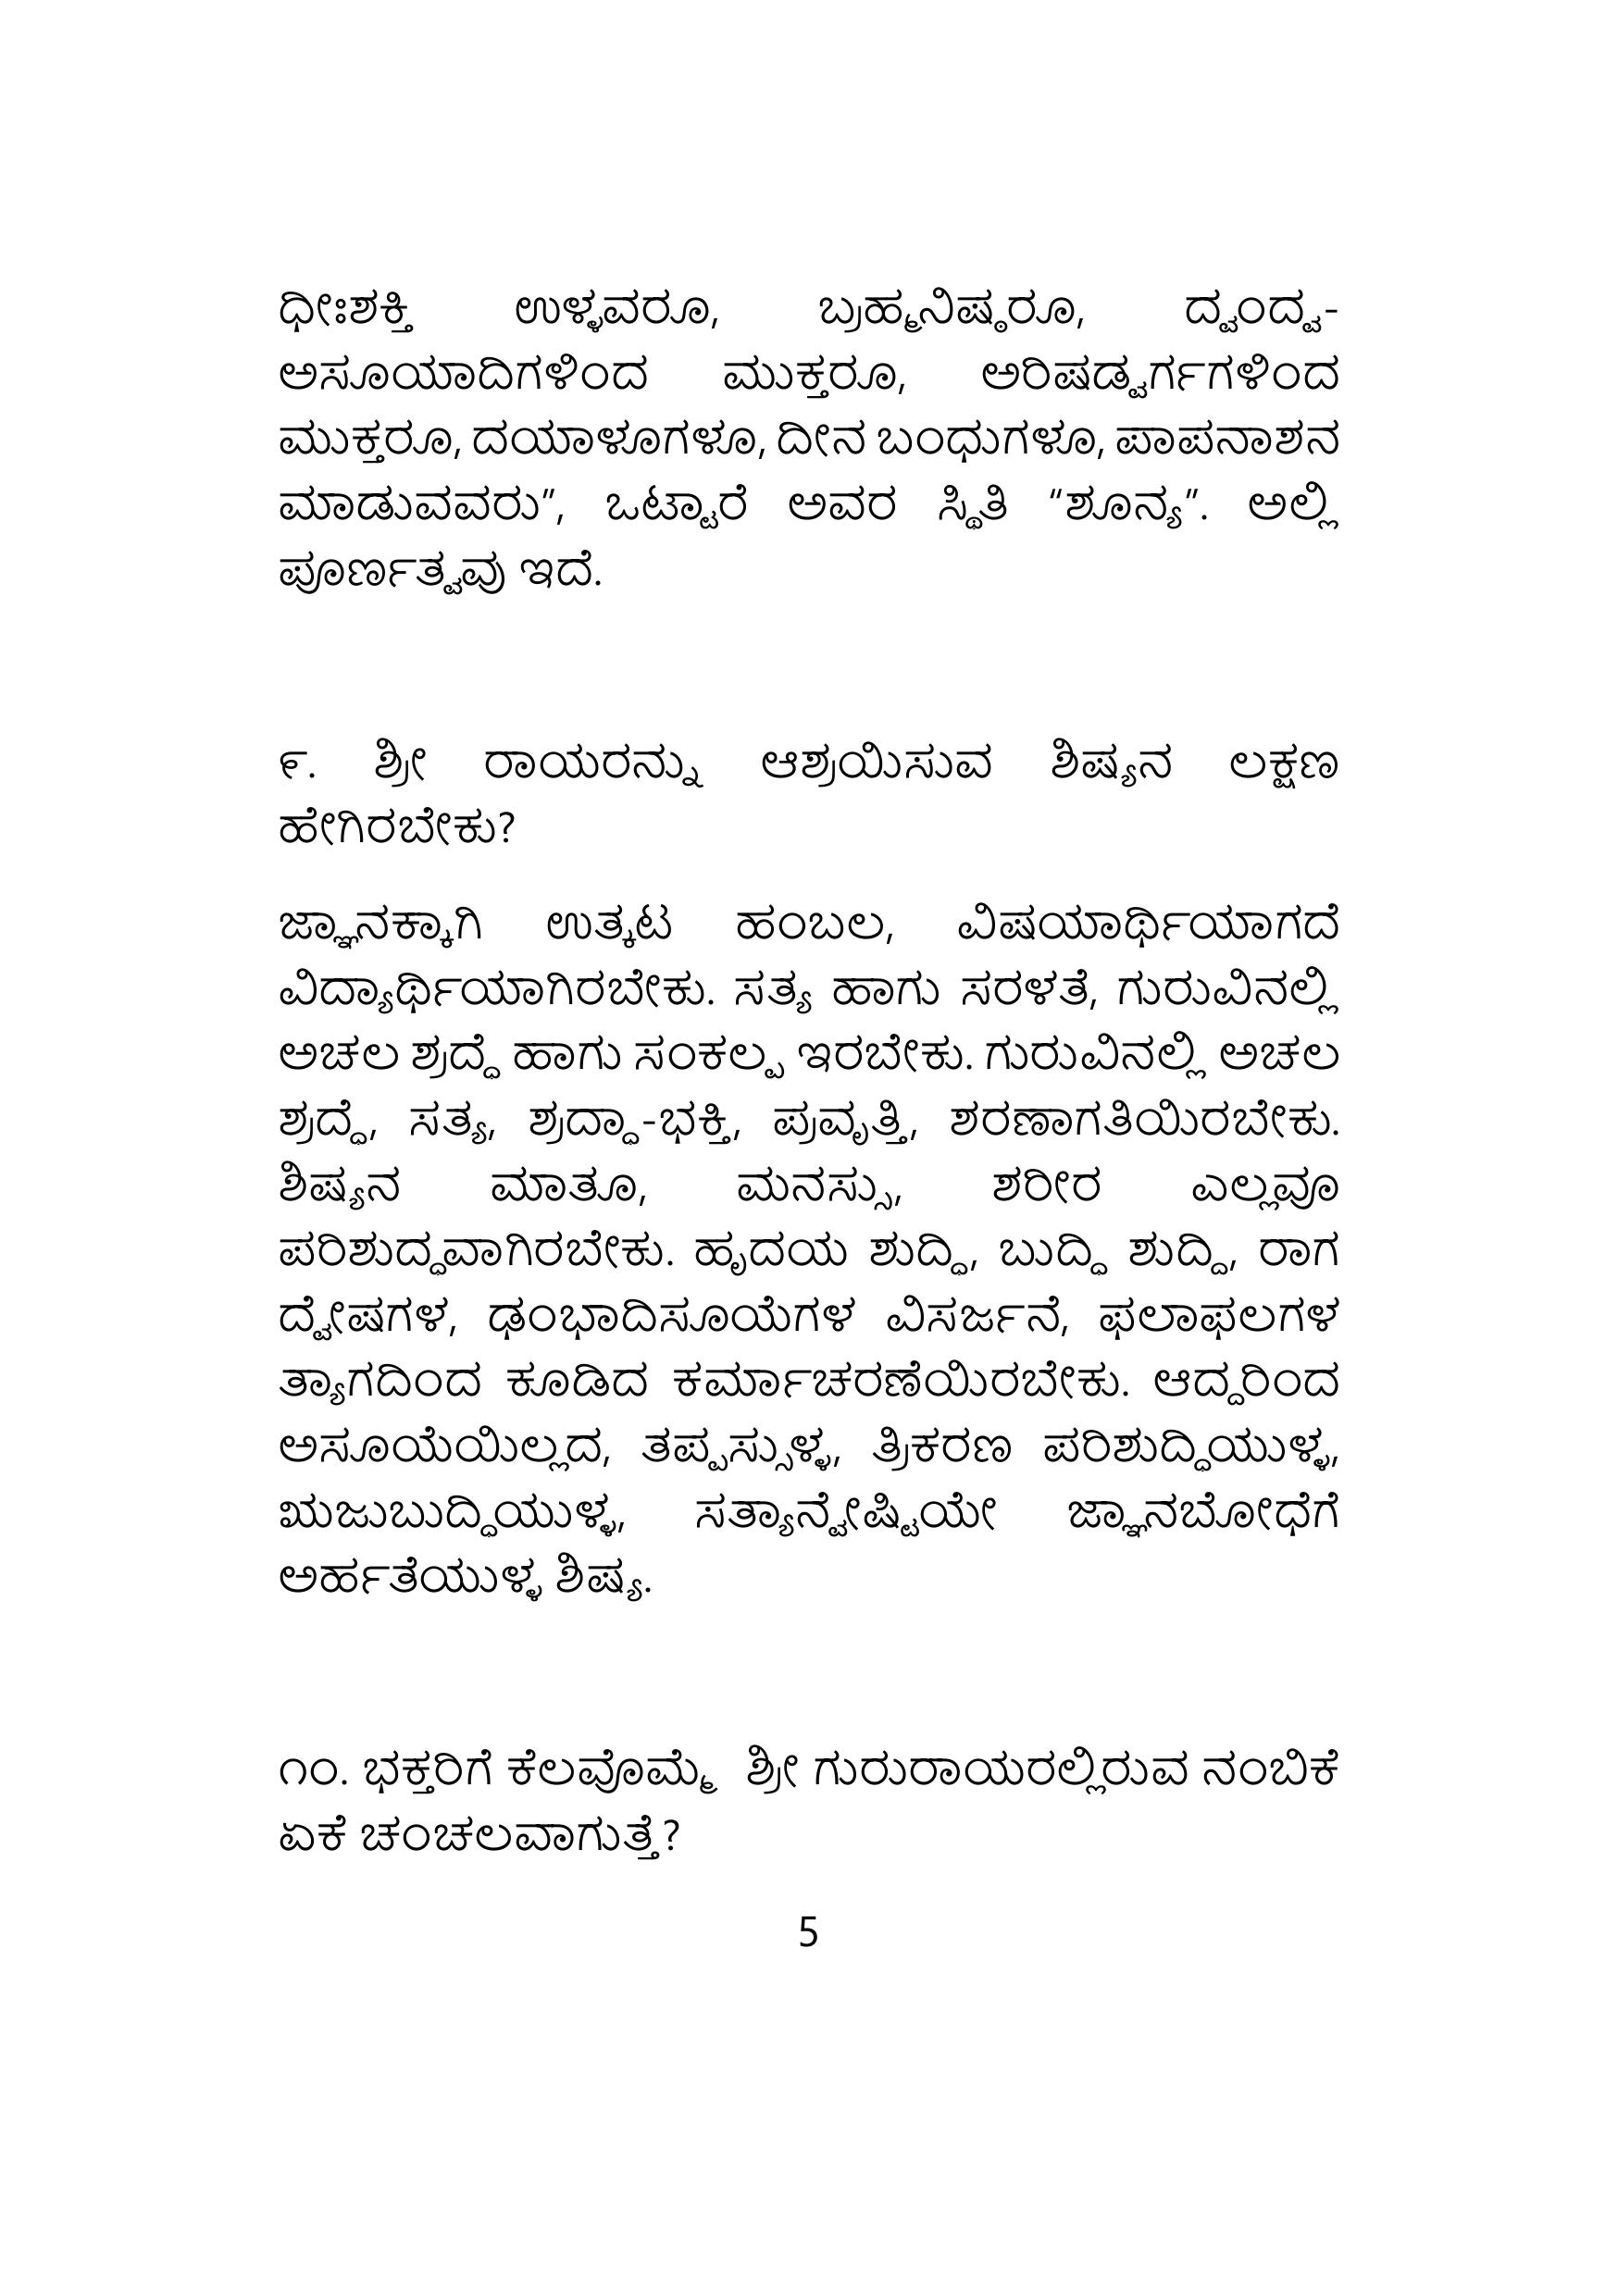 ಧೀಃಶಕ್ತಿ ಉಳ್ಳವರೂ, ಬ್ರಹ್ಮನಿಷ್ಠರೂ, ದ್ವಂದ್ವ-
ಅಸೂಯಾದಿಗಳಿಂದ ಮುಕ್ತರೂ, ಅರಿಷಡ್ವರ್ಗಗಳಿಂದ
ಮುಕ್ತರೂ, ದಯಾಳೂಗಳೂ, ದೀನ ಬಂಧುಗಳೂ, ಪಾಪನಾಶನ
ಮಾಡುವವರು”, ಒಟ್ಟಾರೆ ಅವರ ಸ್ಥಿತಿ “ಶೂನ್ಯ”. ಅಲ್ಲಿ
ಪೂರ್ಣತ್ವವು ಇದೆ.
೯. ಶ್ರೀ ರಾಯರನ್ನು ಆಶ್ರಯಿಸುವ ಶಿಷ್ಯನ ಲಕ್ಷಣ
ಹೇಗಿರಬೇಕು?
ಜ್ಞಾನಕ್ಕಾಗಿ ಉತ್ಕಟ ಹಂಬಲ, ವಿಷಯಾರ್ಥಿಯಾಗದೆ
ವಿದ್ಯಾರ್ಥಿಯಾಗಿರಬೇಕು. ಸತ್ಯ ಹಾಗು ಸರಳತೆ, ಗುರುವಿನಲ್ಲಿ
ಅಚಲ ಶ್ರದ್ಧೆ ಹಾಗು ಸಂಕಲ್ಪ ಇರಬೇಕು. ಗುರುವಿನಲ್ಲಿ ಅಚಲ
ಶ್ರದ್ಧೆ, ಸತ್ಯ, ಶ್ರದ್ಧಾ-ಭಕ್ತಿ, ಪ್ರವೃತ್ತಿ, ಶರಣಾಗತಿಯಿರಬೇಕು.
ಶಿಷ್ಯನ ಮಾತೂ, ಮನಸ್ಸು, ಶರೀರ ಎಲ್ಲವೂ
ಪರಿಶುದ್ಧವಾಗಿರಬೇಕು. ಹೃದಯ ಶುದ್ಧಿ, ಬುದ್ಧಿ ಶುದ್ದಿ, ರಾಗ
ದ್ವೇಷಗಳ, ಢಂಭಾದಿಸೂಯೆಗಳ ವಿಸರ್ಜನೆ, ಫಲಾಫಲಗಳ
ತ್ಯಾಗದಿಂದ ಕೂಡಿದ ಕರ್ಮಾಚರಣೆಯಿರಬೇಕು. ಆದ್ದರಿಂದ
ಅಸೂಯೆಯಿಲ್ಲದ, ತಪ್ಪಸ್ಸುಳ್ಳ, ತ್ರಿಕರಣ ಪರಿಶುದ್ಧಿಯುಳ್ಳ,
ಋಜುಬುದ್ಧಿಯುಳ್ಳ, ಸತ್ಯಾನ್ವೇಷ್ಟಿಯೇ ಜ್ಞಾನಬೋಧೆಗೆ
ಅರ್ಹತೆಯುಳ್ಳ ಶಿಷ್ಯ.
೧೦. ಭಕ್ತರಿಗೆ ಕೆಲವೊಮ್ಮೆ ಶ್ರೀ ಗುರುರಾಯರಲ್ಲಿರುವ ನಂಬಿಕೆ
ಏಕೆ ಚಂಚಲವಾಗುತ್ತೆ?
5